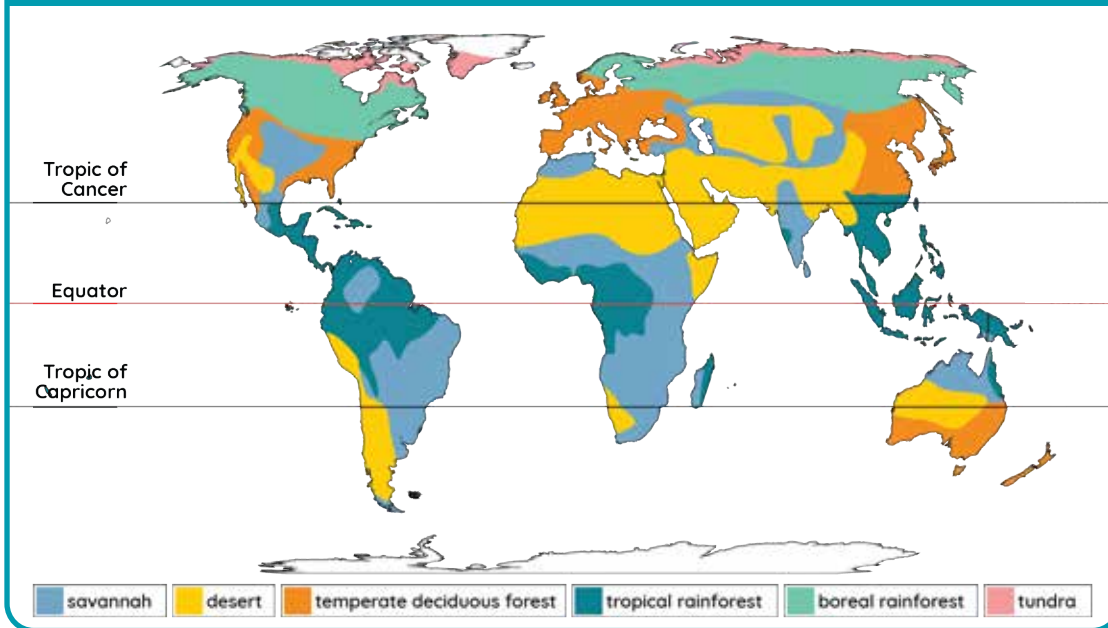 Tropic of
Cancer
Equator
Tropic of
Capricorn
savannah
desert
temperate deciduous forest
tropical rainforest
boreal rainforest
tundra